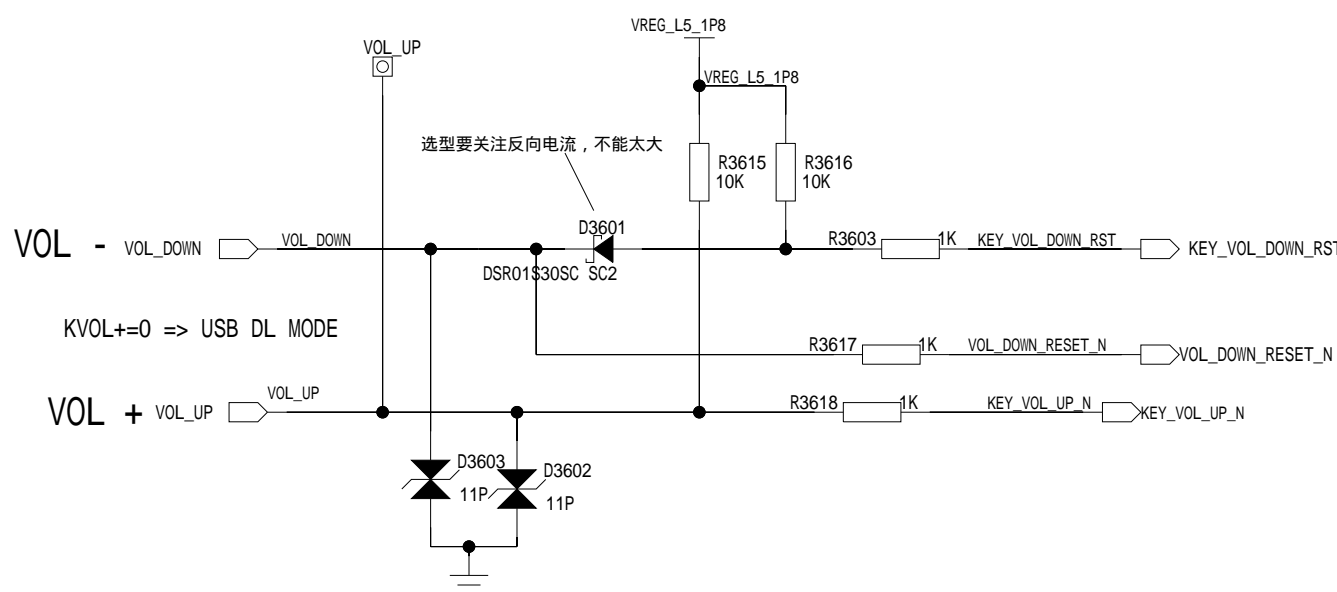 VREG_L5_1P8
VOL_UP
VREG_L5_1P8
选型要关注反向电流，不能太大
R3615
10K
R3616
10K
D3601
DSR01S30SC SC2
VOL - VOL_DOWN
VOL_DOWN
R3603 1K KEY_VOL_DOWN_RST
KEY_VOL_DOWN_RST
KVOL+=0 => USB DL MODE
R3617 1K VOL_DOWN_RESET_N
VOL_DOWN_RESET_N
VOL + VOL_UP
VOL_UP
R3618 1K KEY_VOL_UP_N
KEY_VOL_UP_N
D3603
11P
D3602
11P